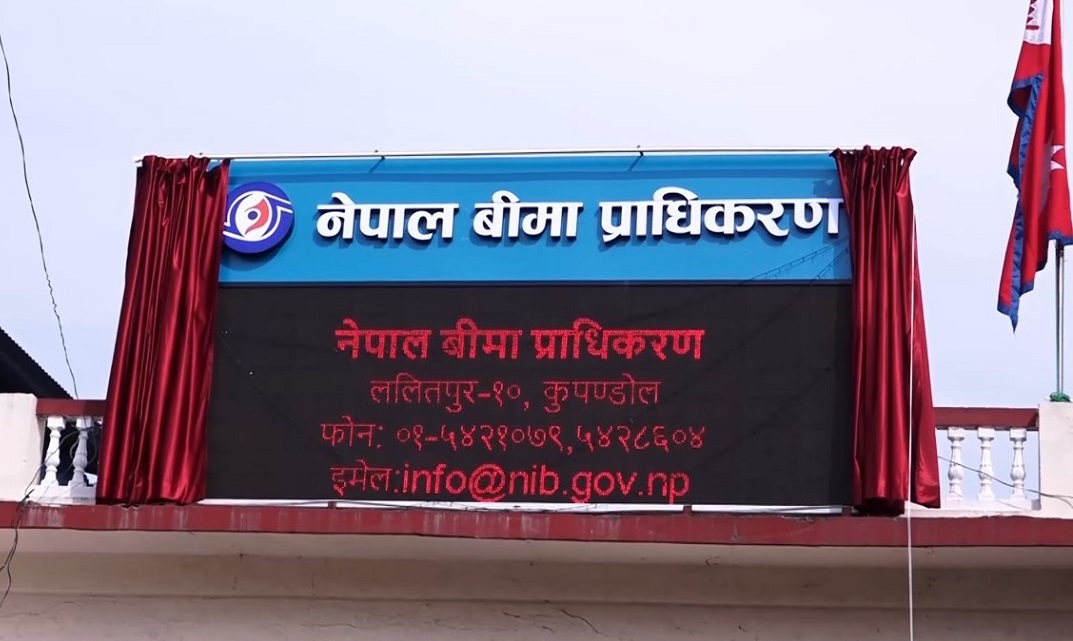 नेपाल बीमा प्राधिकरण
नेपाल बीमा प्राधिकरण
ललितपुर-१०, कुपण्डोल
फोन: ०१-५४२१०७९,५४२८६०४
इमेल:info@nib.gov.np